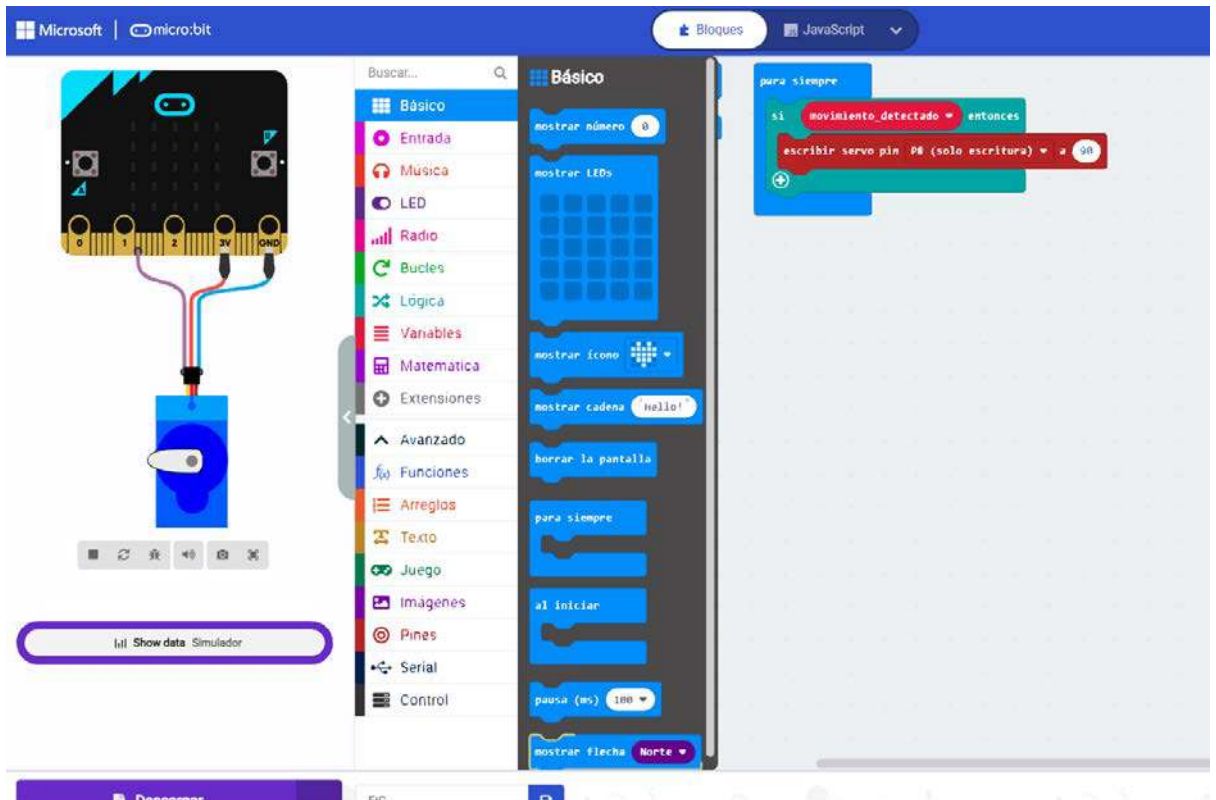 Microsoft | micro:bit
Bloques
JavaScript
0 1 2 3V GND
Show data Simulador
Descargar
Buscar...
Básico
Entrada
Música
LED
Radio
Bucles
Lógica
Variables
Matemática
Extensiones
Avanzado
Funciones
Arreglos
Texto
Juego
Imágenes
Pines
Serial
Control
Básico
mostrar número 0
mostrar LEDs
mostrar ícono
mostrar cadena "Hello!"
borrar la pantalla
para siempre
al iniciar
pausa (ms) 100
mostrar flecha Norte
para siempre
si movimiento_detectado entonces
escribir servo pin P0 (solo escritura) a 90